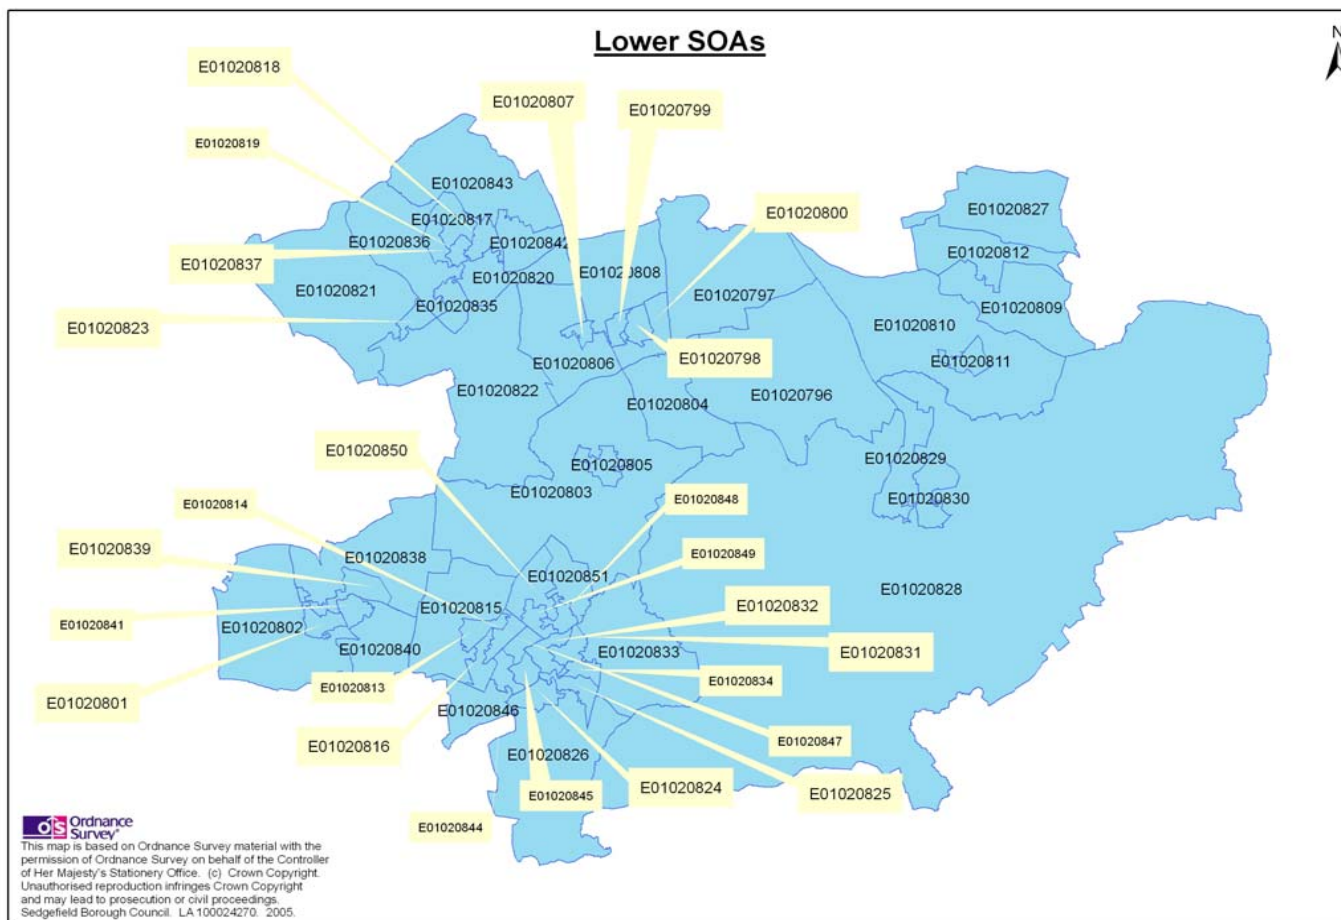 Lower SOAs
N
E01020818
E01020807
E01020799
E01020819
E01020843
E01020817
E01020800
E01020827
E01020836
E01020842
E01020812
E01020837
E01020820
E01020808
E01020821
E01020835
E01020797
E01020809
E01020823
E01020810
E01020798
E01020811
E01020806
E01020822
E01020804
E01020796
E01020850
E01020805
E01020829
E01020803
E01020848
E01020830
E01020814
E01020839
E01020838
E01020849
E01020851
E01020828
E01020815
E01020832
E01020841
E01020802
E01020840
E01020833
E01020831
E01020813
E01020834
E01020801
E01020846
E01020816
E01020847
E01020826
E01020824
E01020845
E01020825
E01020844
OS Ordnance
Survey®
This map is based on Ordnance Survey material with the
permission of Ordnance Survey on behalf of the Controller
of Her Majesty's Stationery Office. (c) Crown Copyright.
Unauthorised reproduction infringes Crown Copyright
and may lead to prosecution or civil proceedings.
Sedgefield Borough Council. LA 100024270. 2005.